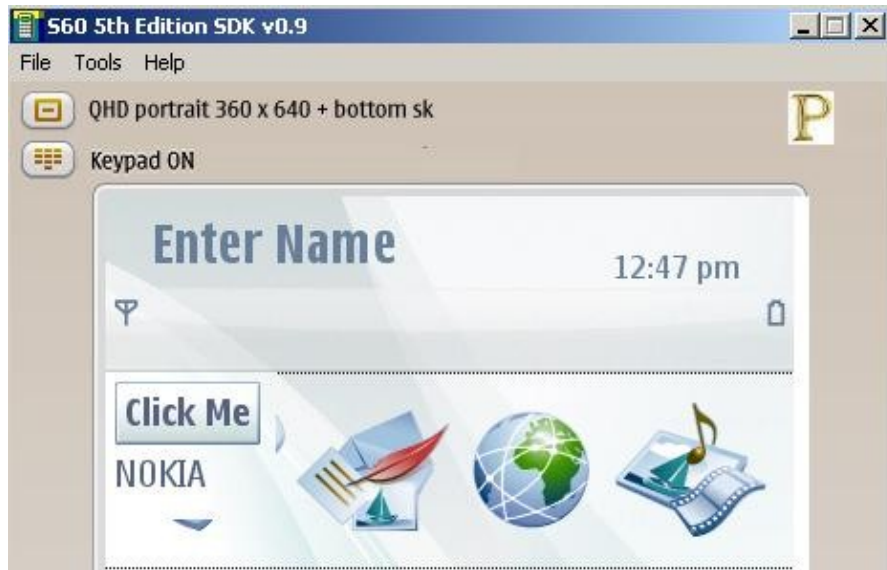 S60 5th Edition SDK v0.9
File Tools Help
QHD portrait 360 x 640 + bottom sk
P
Keypad ON
Enter Name
12:47 pm
Click Me
NOKIA